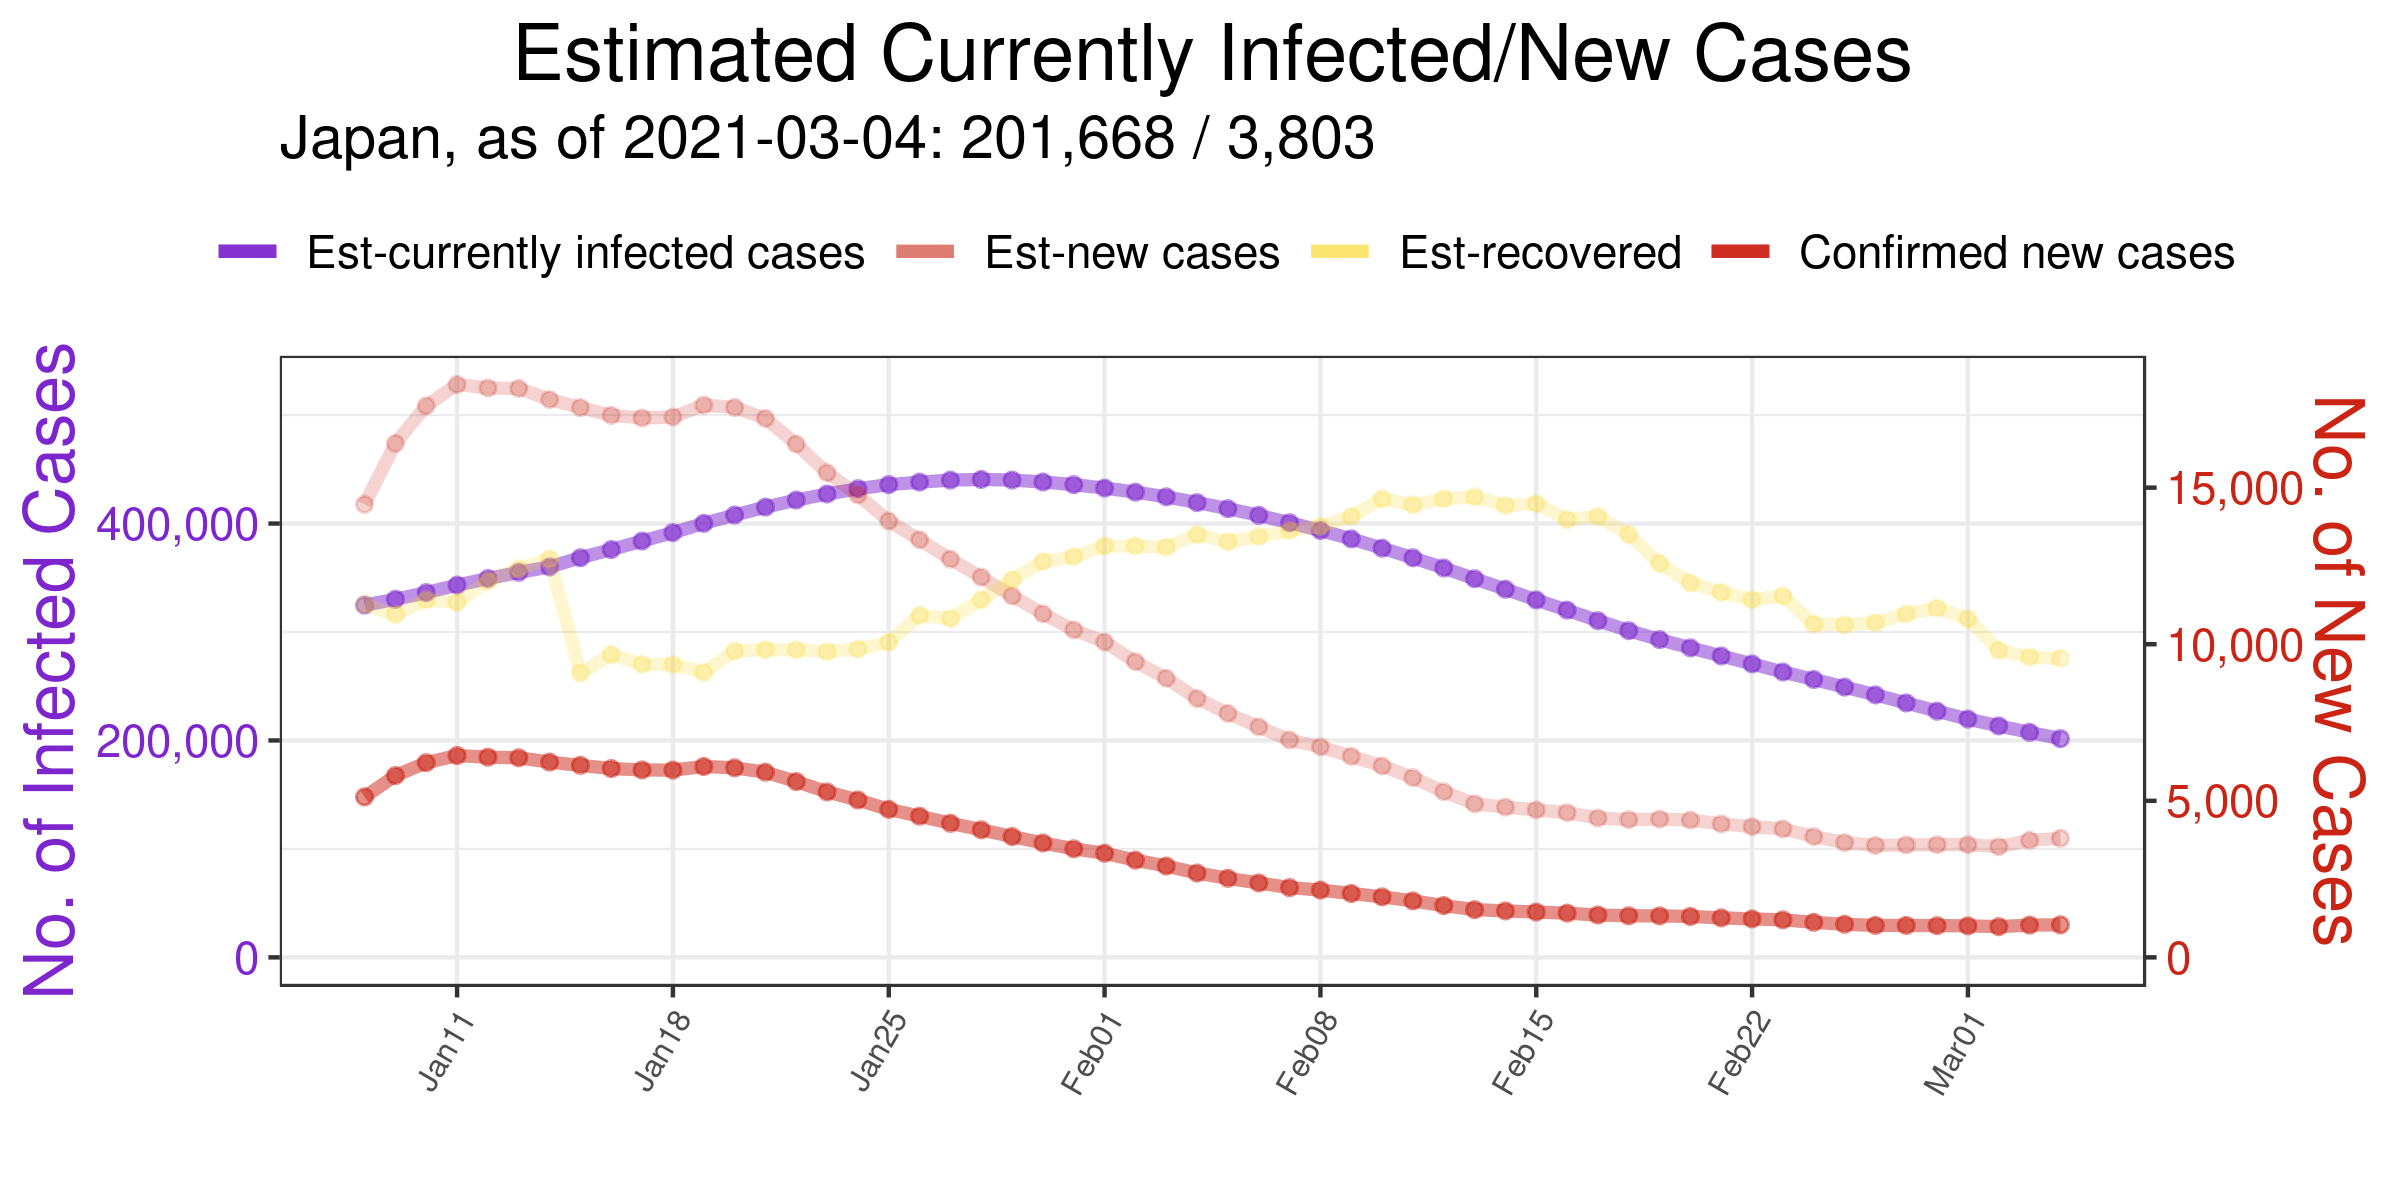 Estimated Currently Infected/New Cases
Japan, as of 2021-03-04: 201,668 / 3,803
Est-currently infected cases Est-new cases Est-recovered Confirmed new cases
No. of Infected Cases
400,000
200,000
0
15,000
10,000
5,000
0
No. of New Cases
Jan11 Jan18 Jan25 Feb01 Feb08 Feb15 Feb22 Mar01